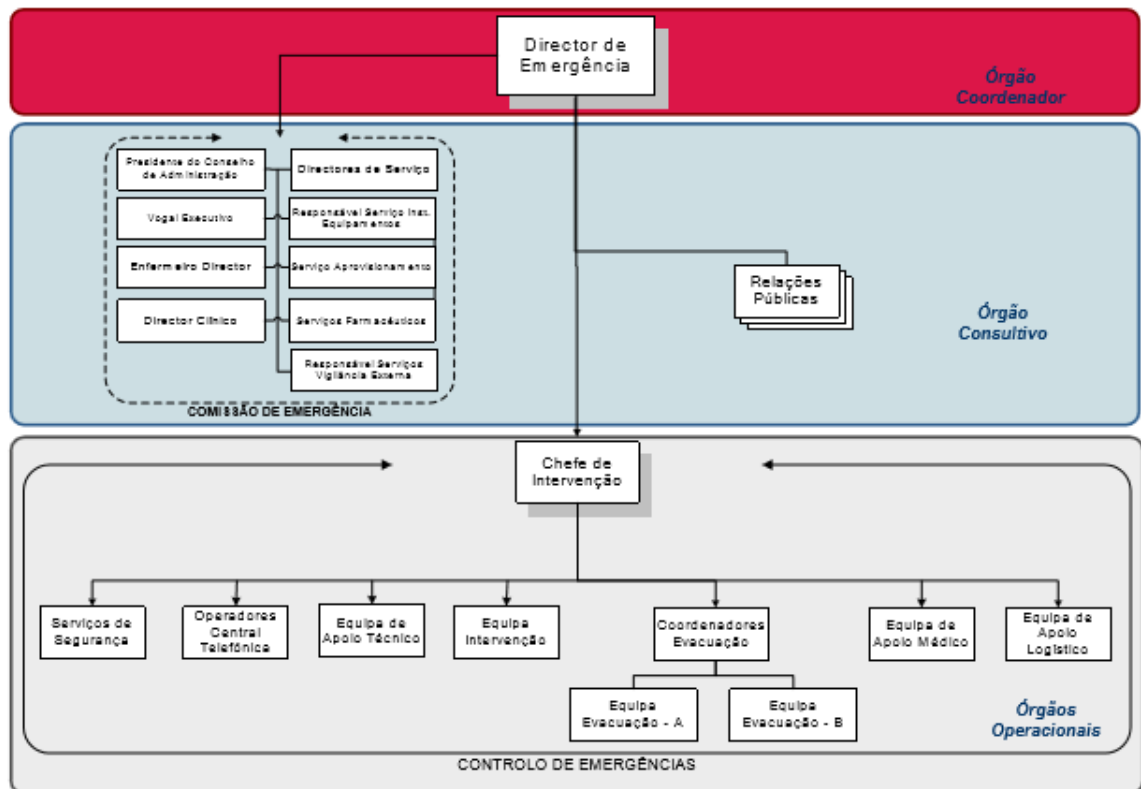 Director de
Emergência
Órgão
Coordenador
Presidente do Conselho
de Administração
Directores de Serviço
Vogal Executivo
Responsável Serviço Inst.
Equipamentos
Enfermeiro Director
Serviço Aprovisionamento
Director Clínico
Serviços Farmacêuticos
Responsável Serviços
Vigilância Externa
COMISSÃO DE EMERGÊNCIA
Relações
Públicas
Órgão
Consultivo
Chefe de
Intervenção
Serviços de
Segurança
Operadores
Central
Telefónica
Equipa de
Apoio Técnico
Equipa
Intervenção
Coordenadores
Evacuação
Equipa de
Apoio Médico
Equipa de
Apoio
Logístico
Equipa
Evacuação - A
Equipa
Evacuação - B
Órgãos
Operacionais
CONTROLO DE EMERGÊNCIAS